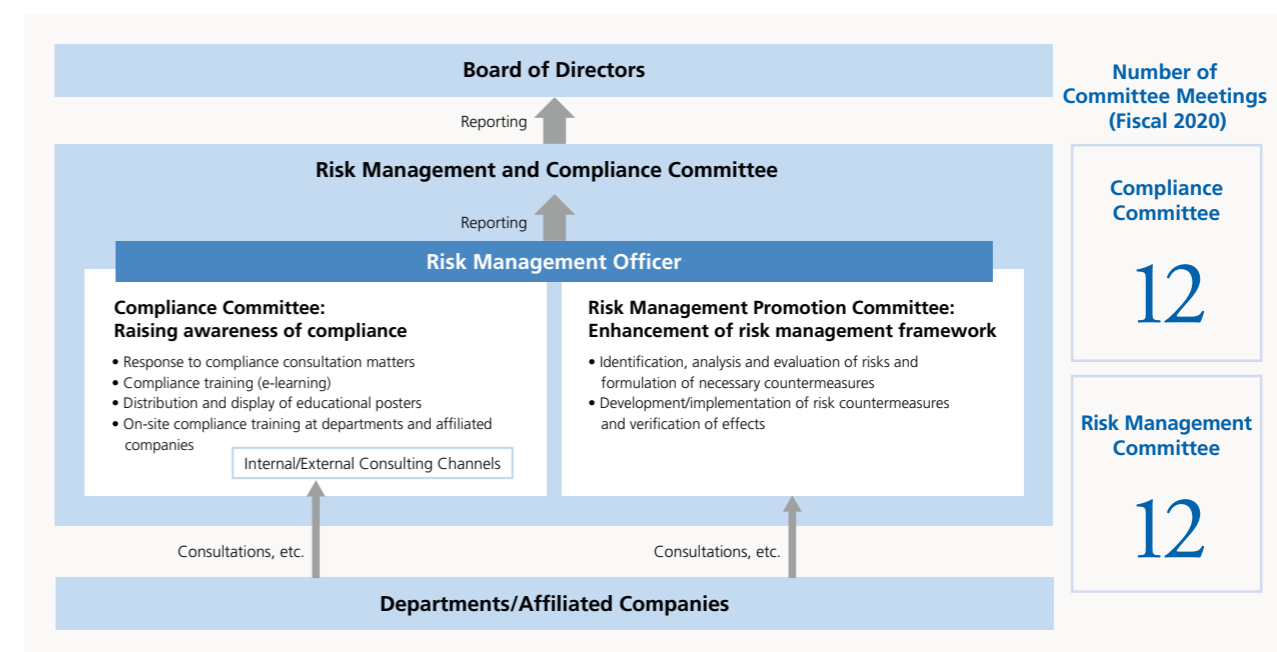 Board of Directors
Reporting
Risk Management and Compliance Committee
Reporting
Risk Management Officer
Compliance Committee:
Raising awareness of compliance
• Response to compliance consultation matters
• Compliance training (e-learning)
• Distribution and display of educational posters
• On-site compliance training at departments and affiliated
companies
Internal/External Consulting Channels
Risk Management Promotion Committee:
Enhancement of risk management framework
• Identification, analysis and evaluation of risks and
formulation of necessary countermeasures
• Development/implementation of risk countermeasures
and verification of effects
Consultations, etc.
Consultations, etc.
Departments/Affiliated Companies
Number of
Committee Meetings
(Fiscal 2020)
Compliance
Committee
12
Risk Management
Committee
12